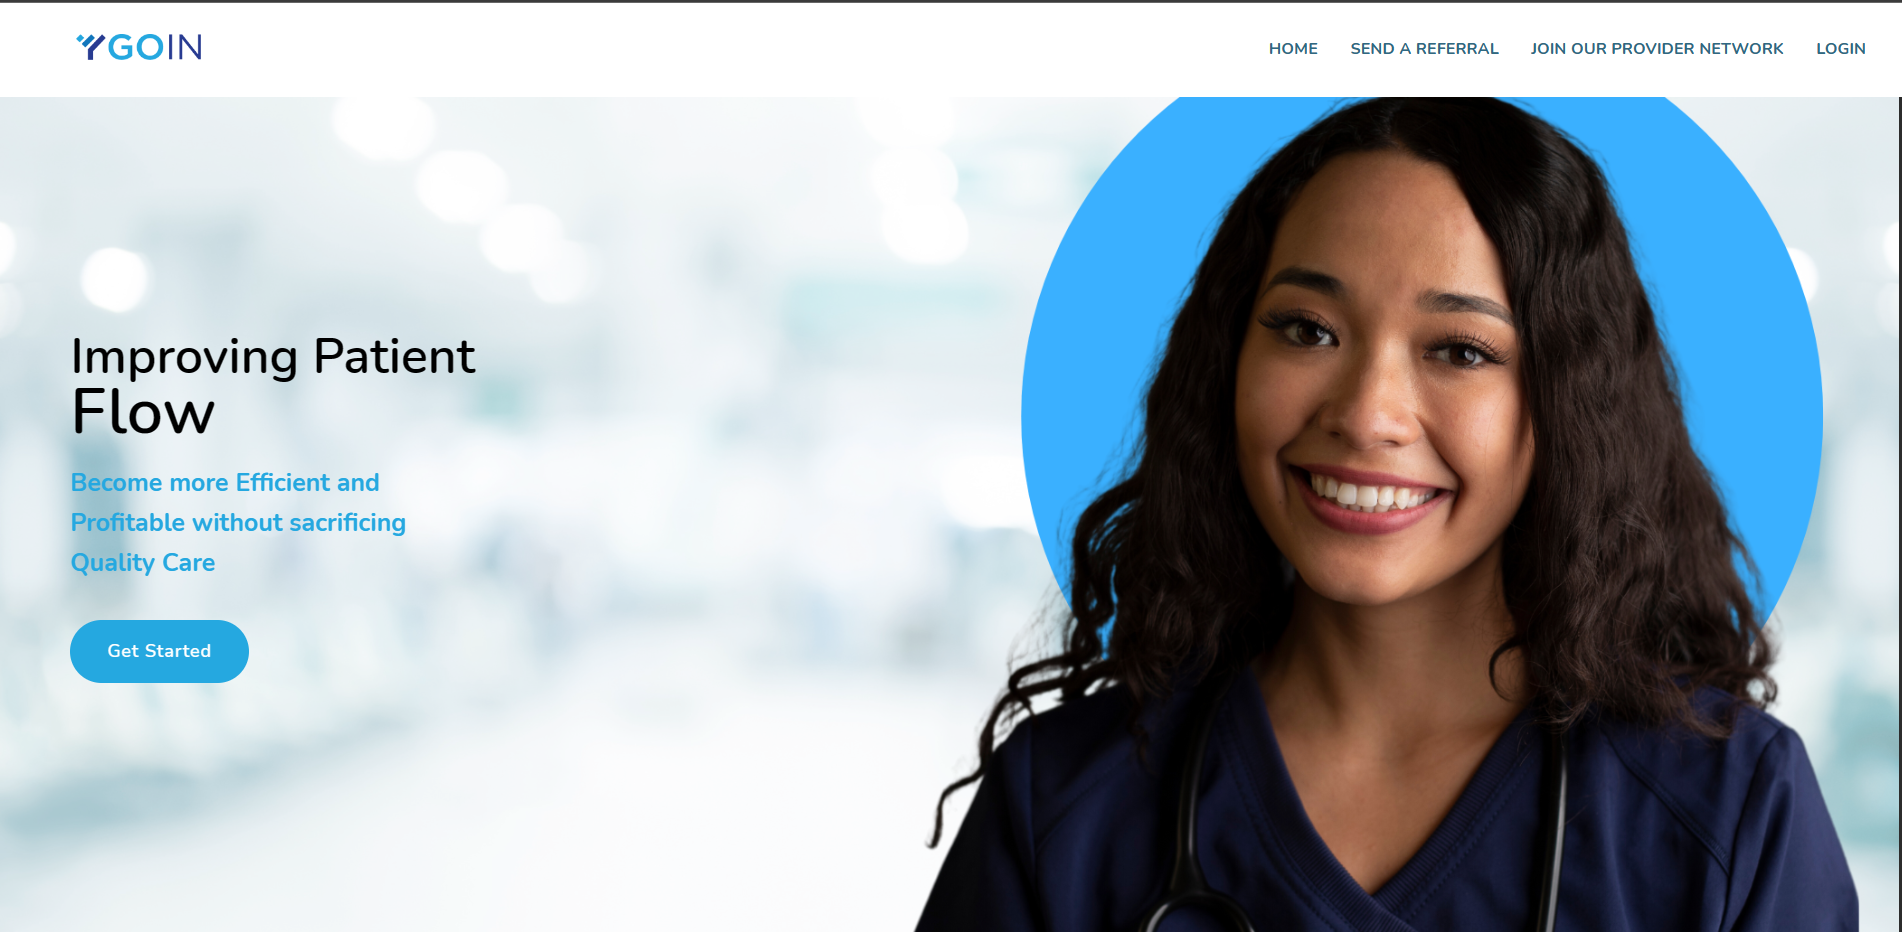 YGOIN
HOME SEND A REFERRAL JOIN OUR PROVIDER NETWORK LOGIN
Improving Patient
Flow
Become more Efficient and
Profitable without sacrificing
Quality Care
Get Started